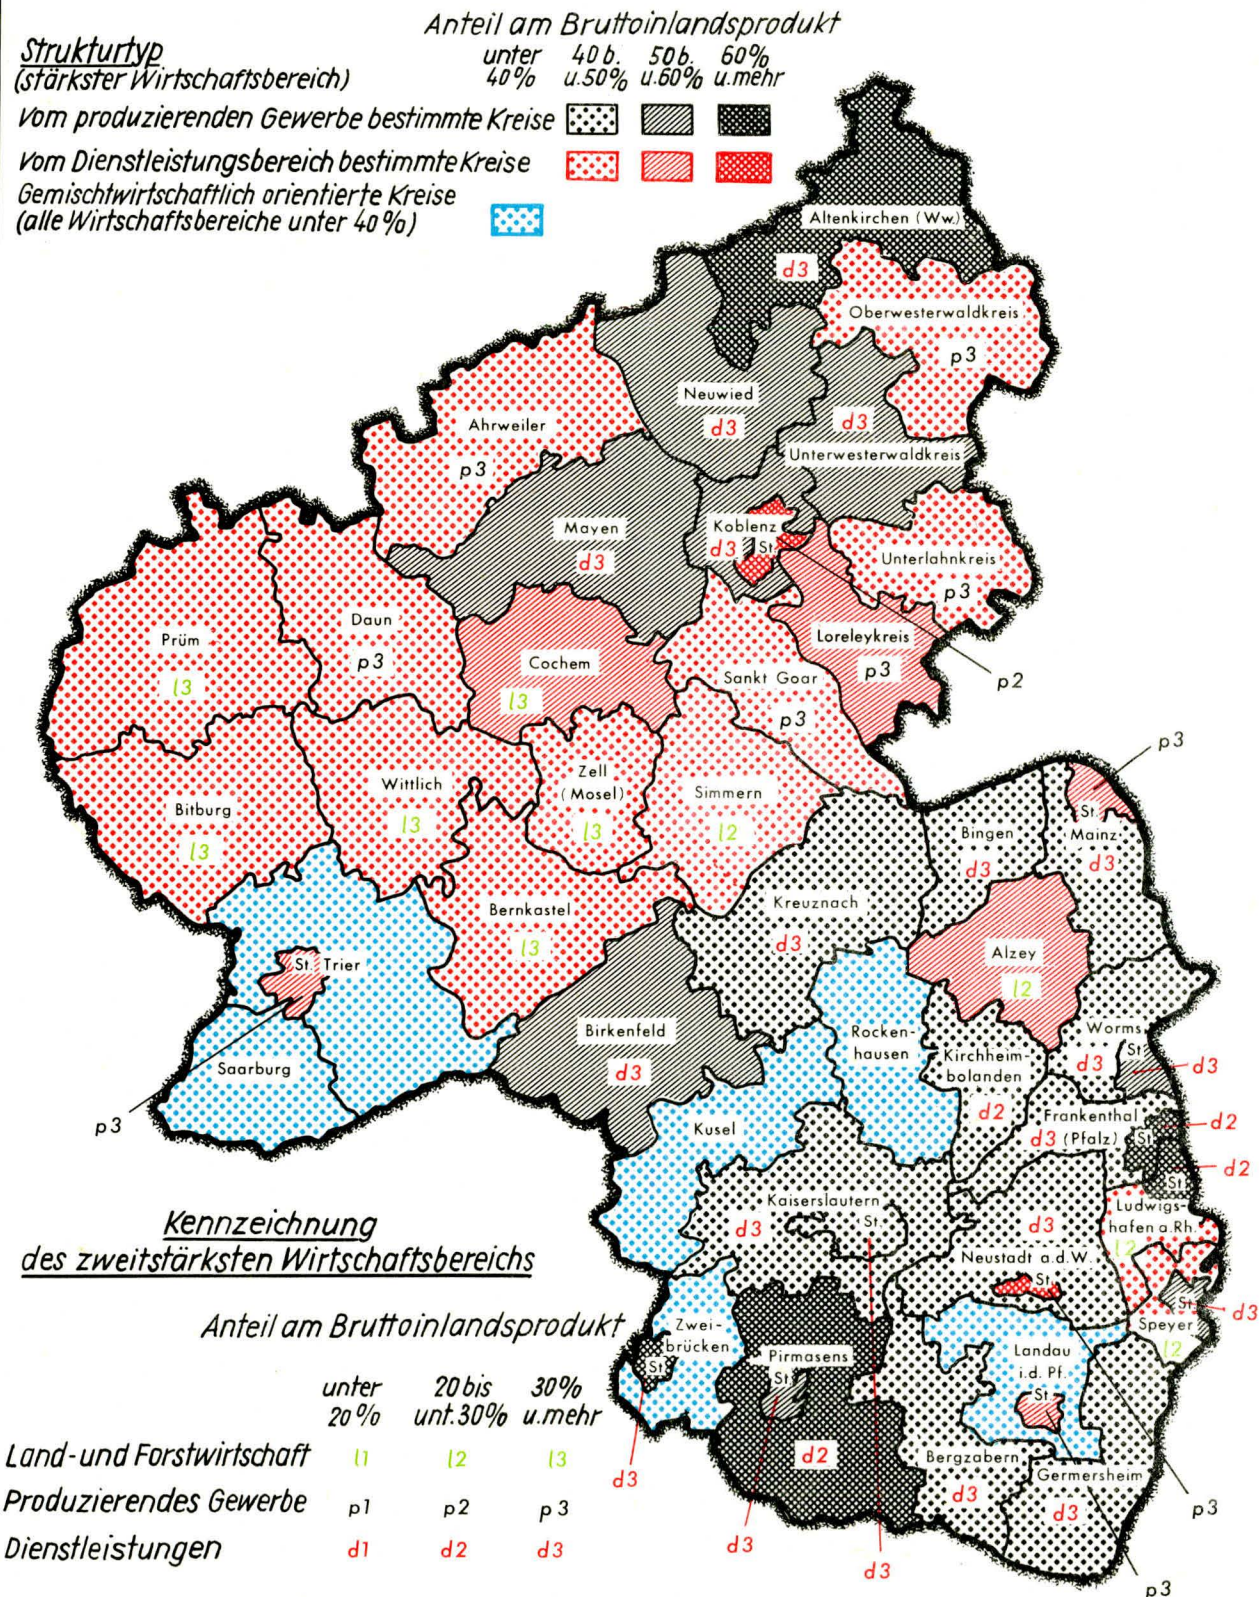 Anteil am Bruttoinlandsprodukt
Strukturtyp
(stärkster Wirtschaftsbereich)
unter 40 b. 50 b. 60%
40% u.50% u.60% u.mehr
Vom produzierenden Gewerbe bestimmte Kreise
Vom Dienstleistungsbereich bestimmte Kreise
Gemischtwirtschaftlich orientierte Kreise
(alle Wirtschaftsbereiche unter 40%)
Altenkirchen (Ww.)
d3
Oberwesterwaldkreis
p3
Neuwied
d3
d3
Unterwesterwaldkreis
Ahrweiler
p3
Mayen
d3
Koblenz
d3 St.
Unterlahnkreis
p3
Loreleykreis
p3
p2
Prüm
l3
Daun
p3
Cochem
l3
Sankt Goar
p3
Bitburg
l3
Wittlich
l3
Zell
(Mosel)
l3
Simmern
l2
p3
St.
Mainz
d3
Bingen
d3
Bernkastel
l3
Kreuznach
d3
Alzey
l2
St. Trier
p3
Saarburg
Birkenfeld
d3
Rocken-
hausen
Kirchheim-
bolanden
d2
Worms
d3
St.
d3
Kusel
Frankenthal
d3 (Pfalz)
St.
d2
St.
d2
Kaiserslautern
d3
St.
d3
Neustadt a.d.W.
St.
Ludwigs-
hafen a.Rh.
l2
St.
d3
Speyer
l2
Zwei-
brücken
St.
d3
Pirmasens
St.
d2
d3
d3
Landau
i.d. Pf.
St.
Bergzabern
d3
Germersheim
d3
p3
p3
Kennzeichnung
des zweitstärksten Wirtschaftsbereichs
Anteil am Bruttoinlandsprodukt
unter 20 bis 30%
20% unt.30% u.mehr
Land- und Forstwirtschaft l1 l2 l3
Produzierendes Gewerbe p1 p2 p3
Dienstleistungen d1 d2 d3